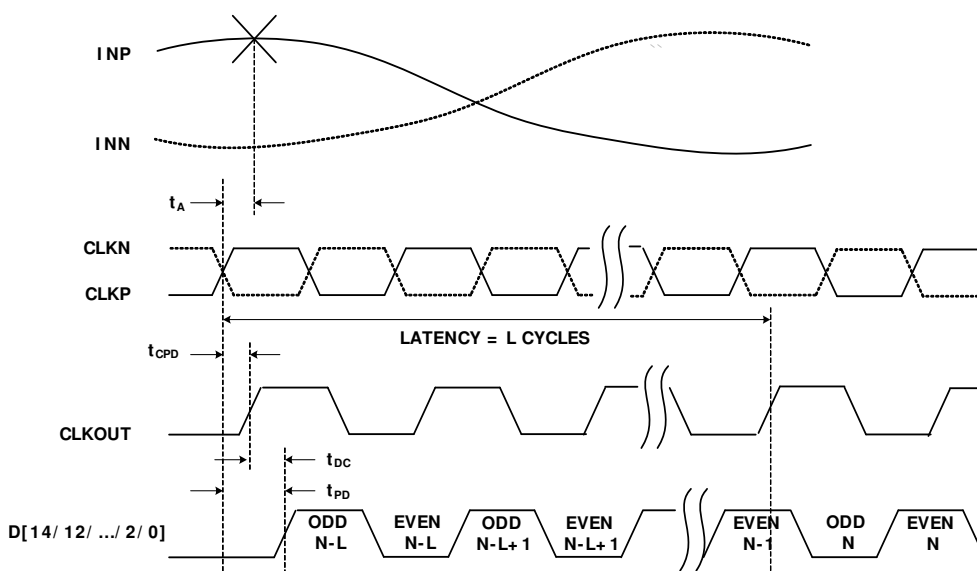 INP
INN
tA
CLKN
CLKP
LATENCY = L CYCLES
tCPD
CLKOUT
tDC
tPD
D[14/12/.../2/0]
ODD
N-L
EVEN
N-L
ODD
N-L+1
EVEN
N-L+1
EVEN
N-1
ODD
N
EVEN
N